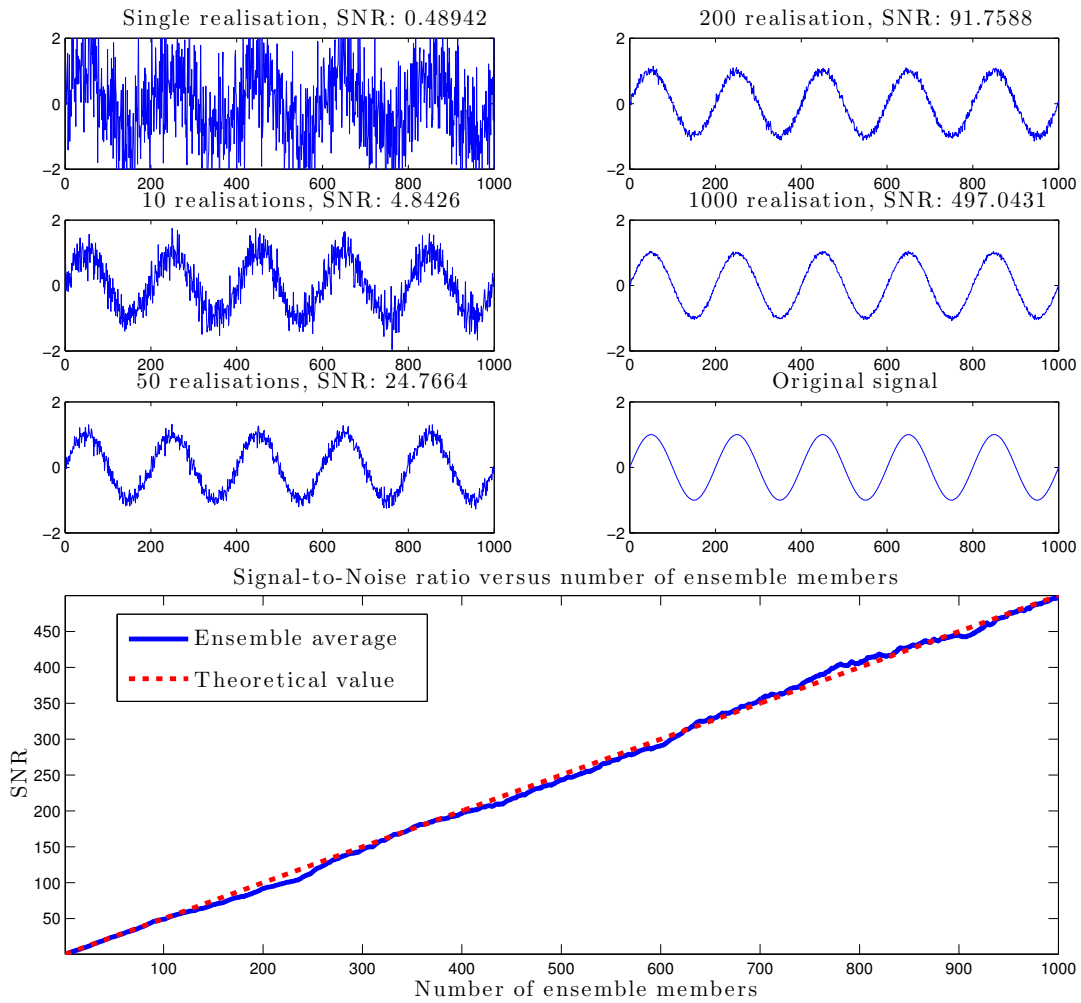 Single realisation, SNR: 0.48942
2
0
−2
0 200 400 600 800 1000
200 realisation, SNR: 91.7588
2
0
−2
0 200 400 600 800 1000
10 realisations, SNR: 4.8426
2
0
−2
0 200 400 600 800 1000
1000 realisation, SNR: 497.0431
2
0
−2
0 200 400 600 800 1000
50 realisations, SNR: 24.7664
2
0
−2
0 200 400 600 800 1000
Original signal
2
0
−2
0 200 400 600 800 1000
Signal-to-Noise ratio versus number of ensemble members
Ensemble average
Theoretical value
SNR
450
400
350
300
250
200
150
100
50
100 200 300 400 500 600 700 800 900 1000
Number of ensemble members